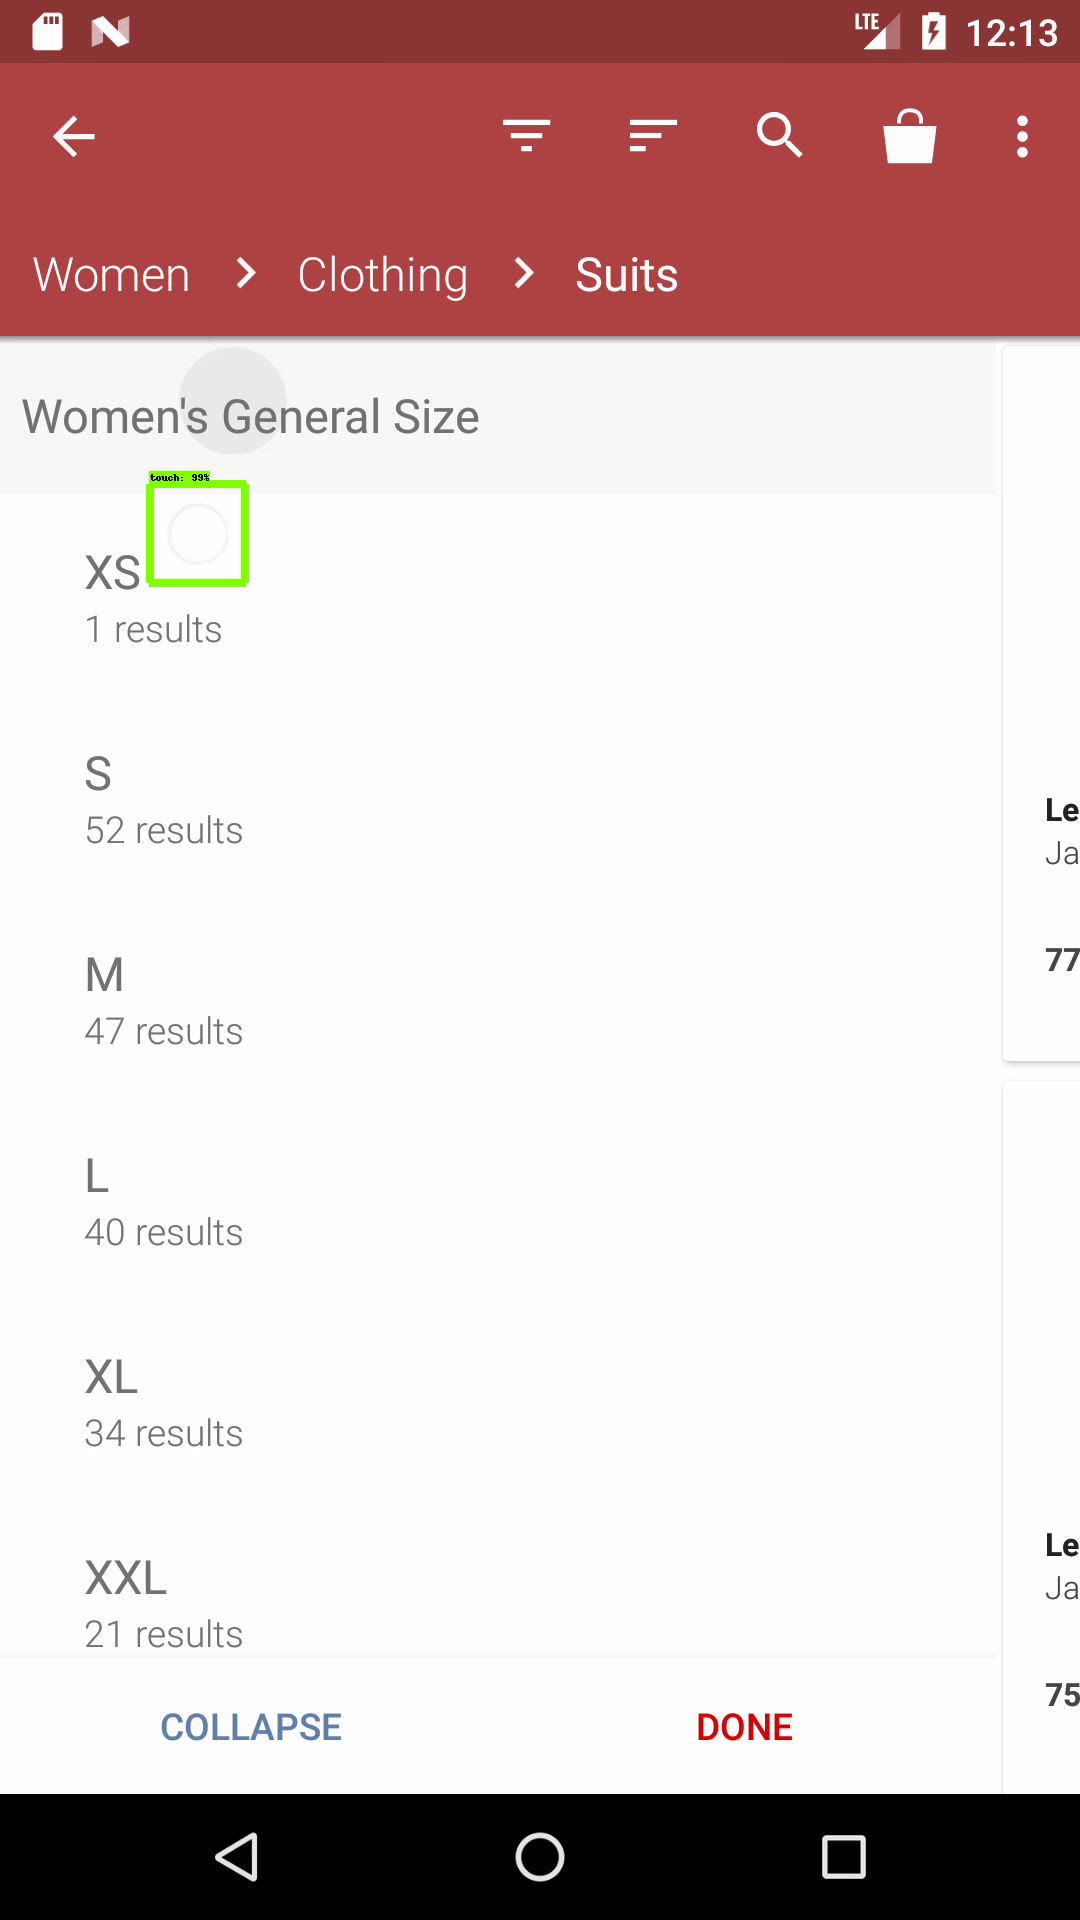 LTE 12:13
Women Clothing Suits
Women's General Size
touch: 99%
XS
1 results
S
52 results
Le
Ja
M
47 results
77
L
40 results
XL
34 results
Le
Ja
XXL
21 results
75
COLLAPSE DONE